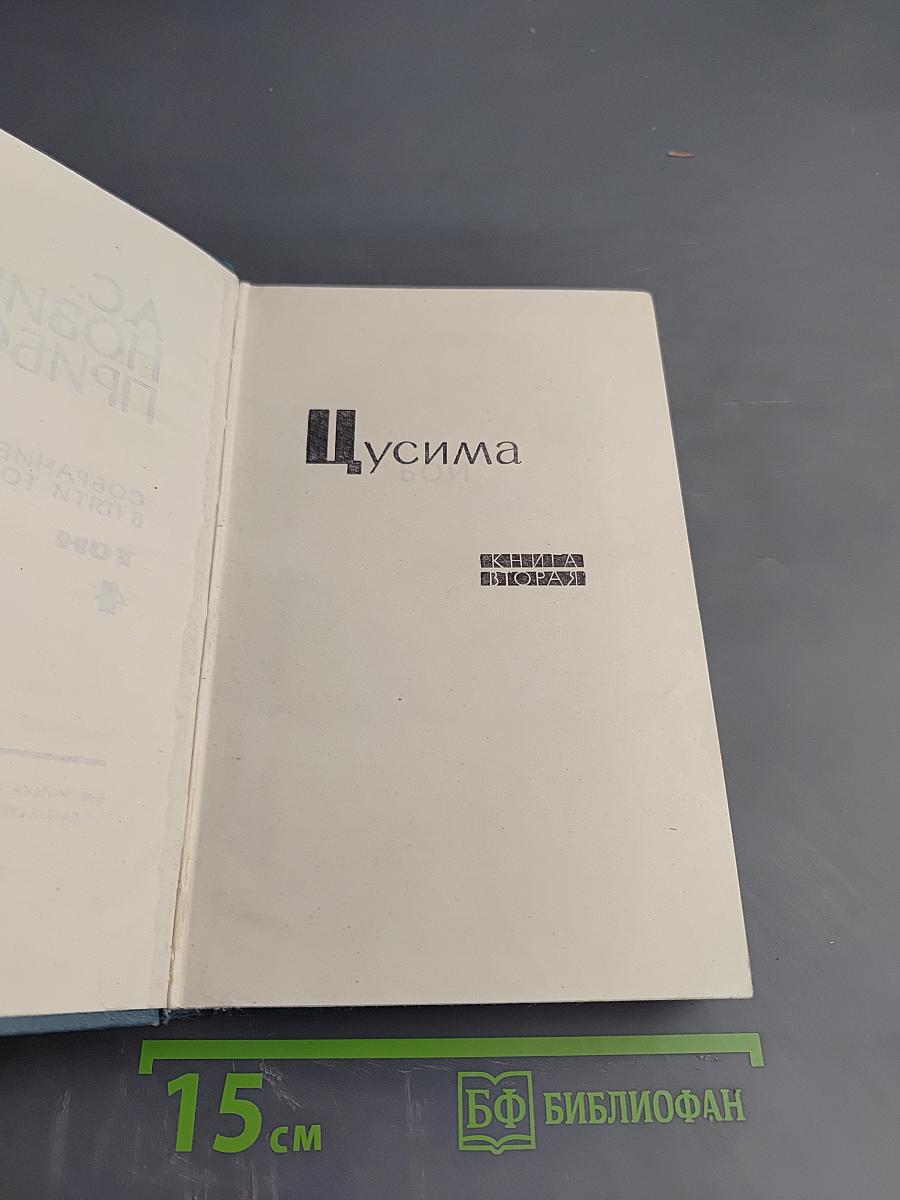 Цусима
КНИГА
ВТОРАЯ
15 см
БФ БИБЛИОФАН